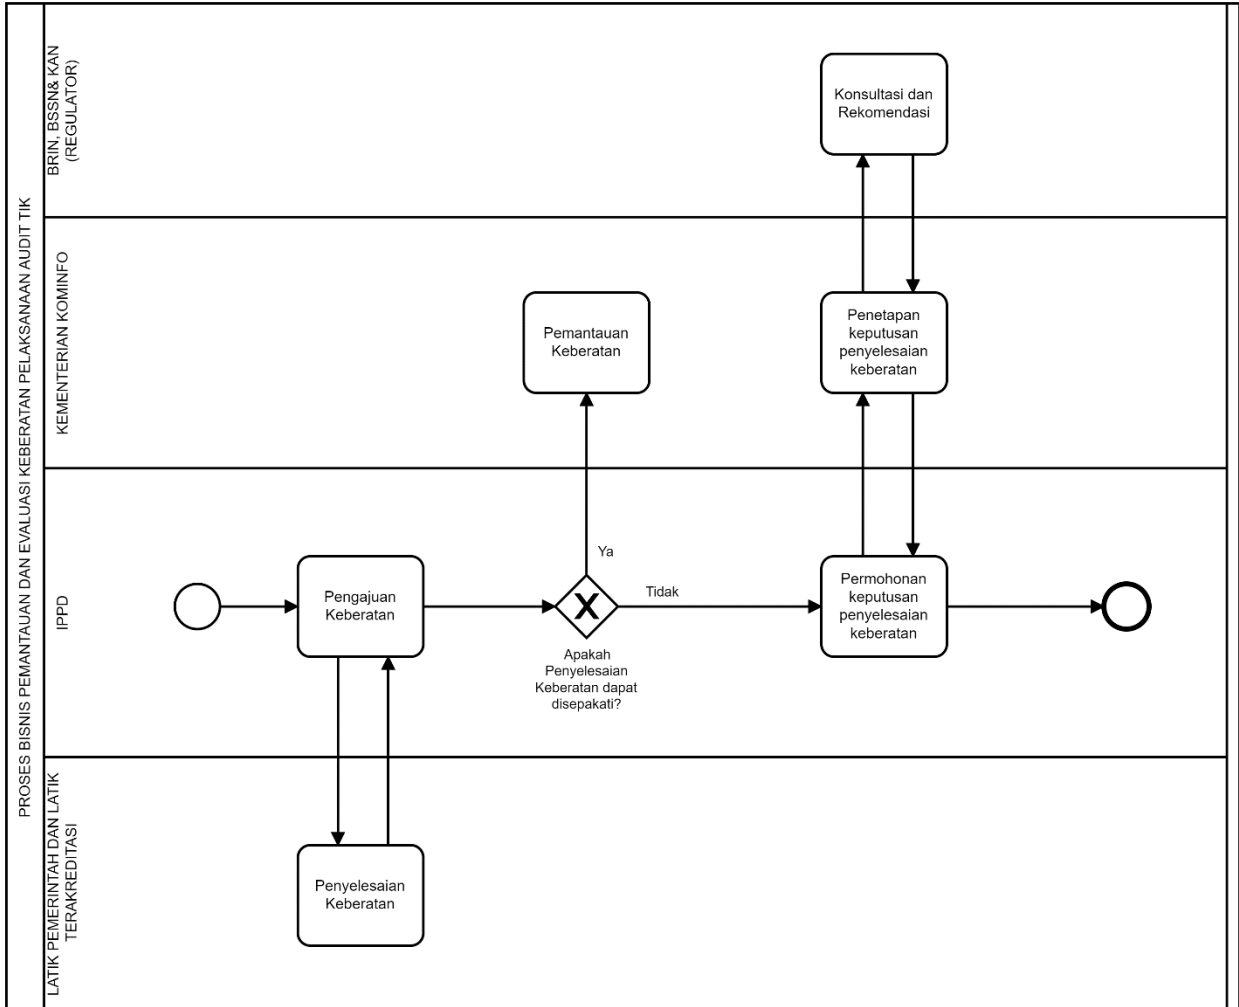 PROSES BISNIS PEMANTAUAN DAN EVALUASI KEBERATAN PELAKSANAAN AUDIT TIK
BRIN, BSSN& KAN
(REGULATOR)
Konsultasi dan
Rekomendasi
KEMENTERIAN KOMINFO
Pemantauan
Keberatan
Penetapan
keputusan
penyelesaian
keberatan
IPPD
Pengajuan
Keberatan
Ya
X
Tidak
Apakah
Penyelesaian
Keberatan dapat
disepakati?
Permohonan
keputusan
penyelesaian
keberatan
LATIK PEMERINTAH DAN LATIK
TERAKREDITASI
Penyelesaian
Keberatan